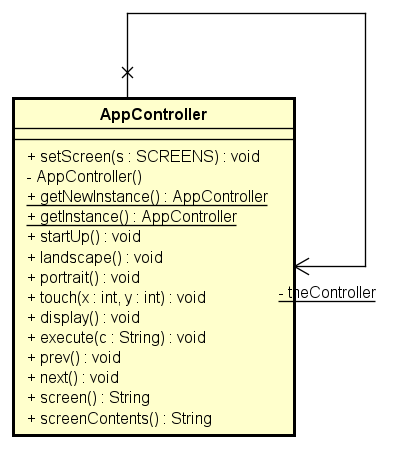 AppController
+ setScreen(s : SCREENS) : void
- AppController()
+ getNewInstance() : AppController
+ getInstance() : AppController
+ startUp() : void
+ landscape() : void
+ portrait() : void
- theController
+ touch(x : int, y : int) : void
+ display() : void
+ execute(c : String) : void
+ prev() : void
+ next() : void
+ screen() : String
+ screenContents() : String